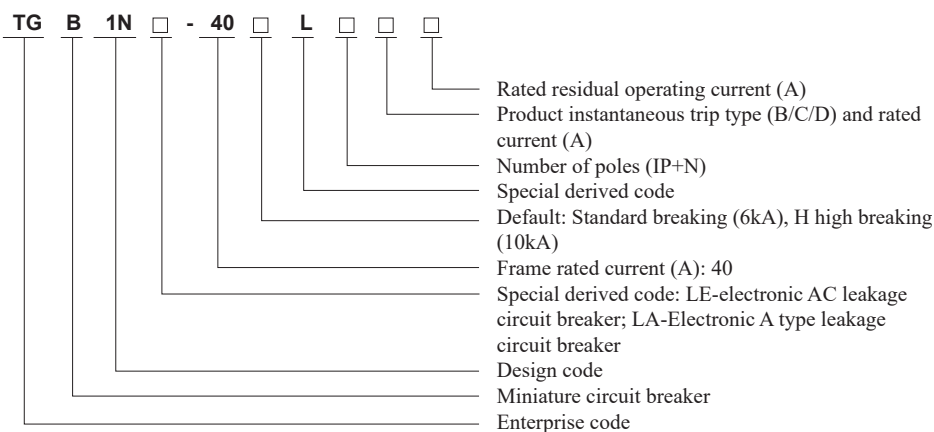 TG B 1N □ - 40 □ L □ □ □
Rated residual operating current (A)
Product instantaneous trip type (B/C/D) and rated
current (A)
Number of poles (IP+N)
Special derived code
Default: Standard breaking (6kA), H high breaking
(10kA)
Frame rated current (A): 40
Special derived code: LE-electronic AC leakage
circuit breaker; LA-Electronic A type leakage
circuit breaker
Design code
Miniature circuit breaker
Enterprise code